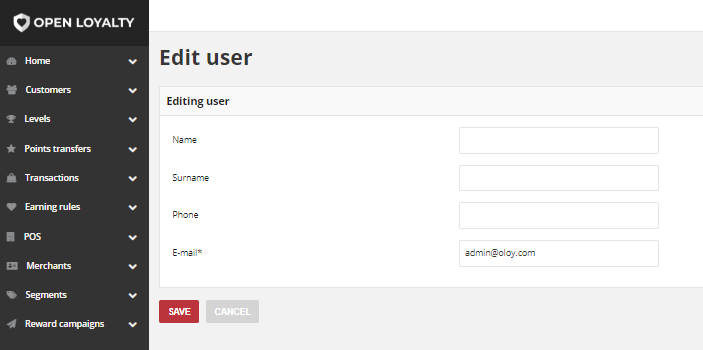 OPEN LOYALTY
Home
Customers
Levels
Points transfers
Transactions
Earning rules
POS
Merchants
Segments
Reward campaigns
Edit user
Editing user
Name
Surname
Phone
E-mail*
admin@oloy.com
SAVE
CANCEL